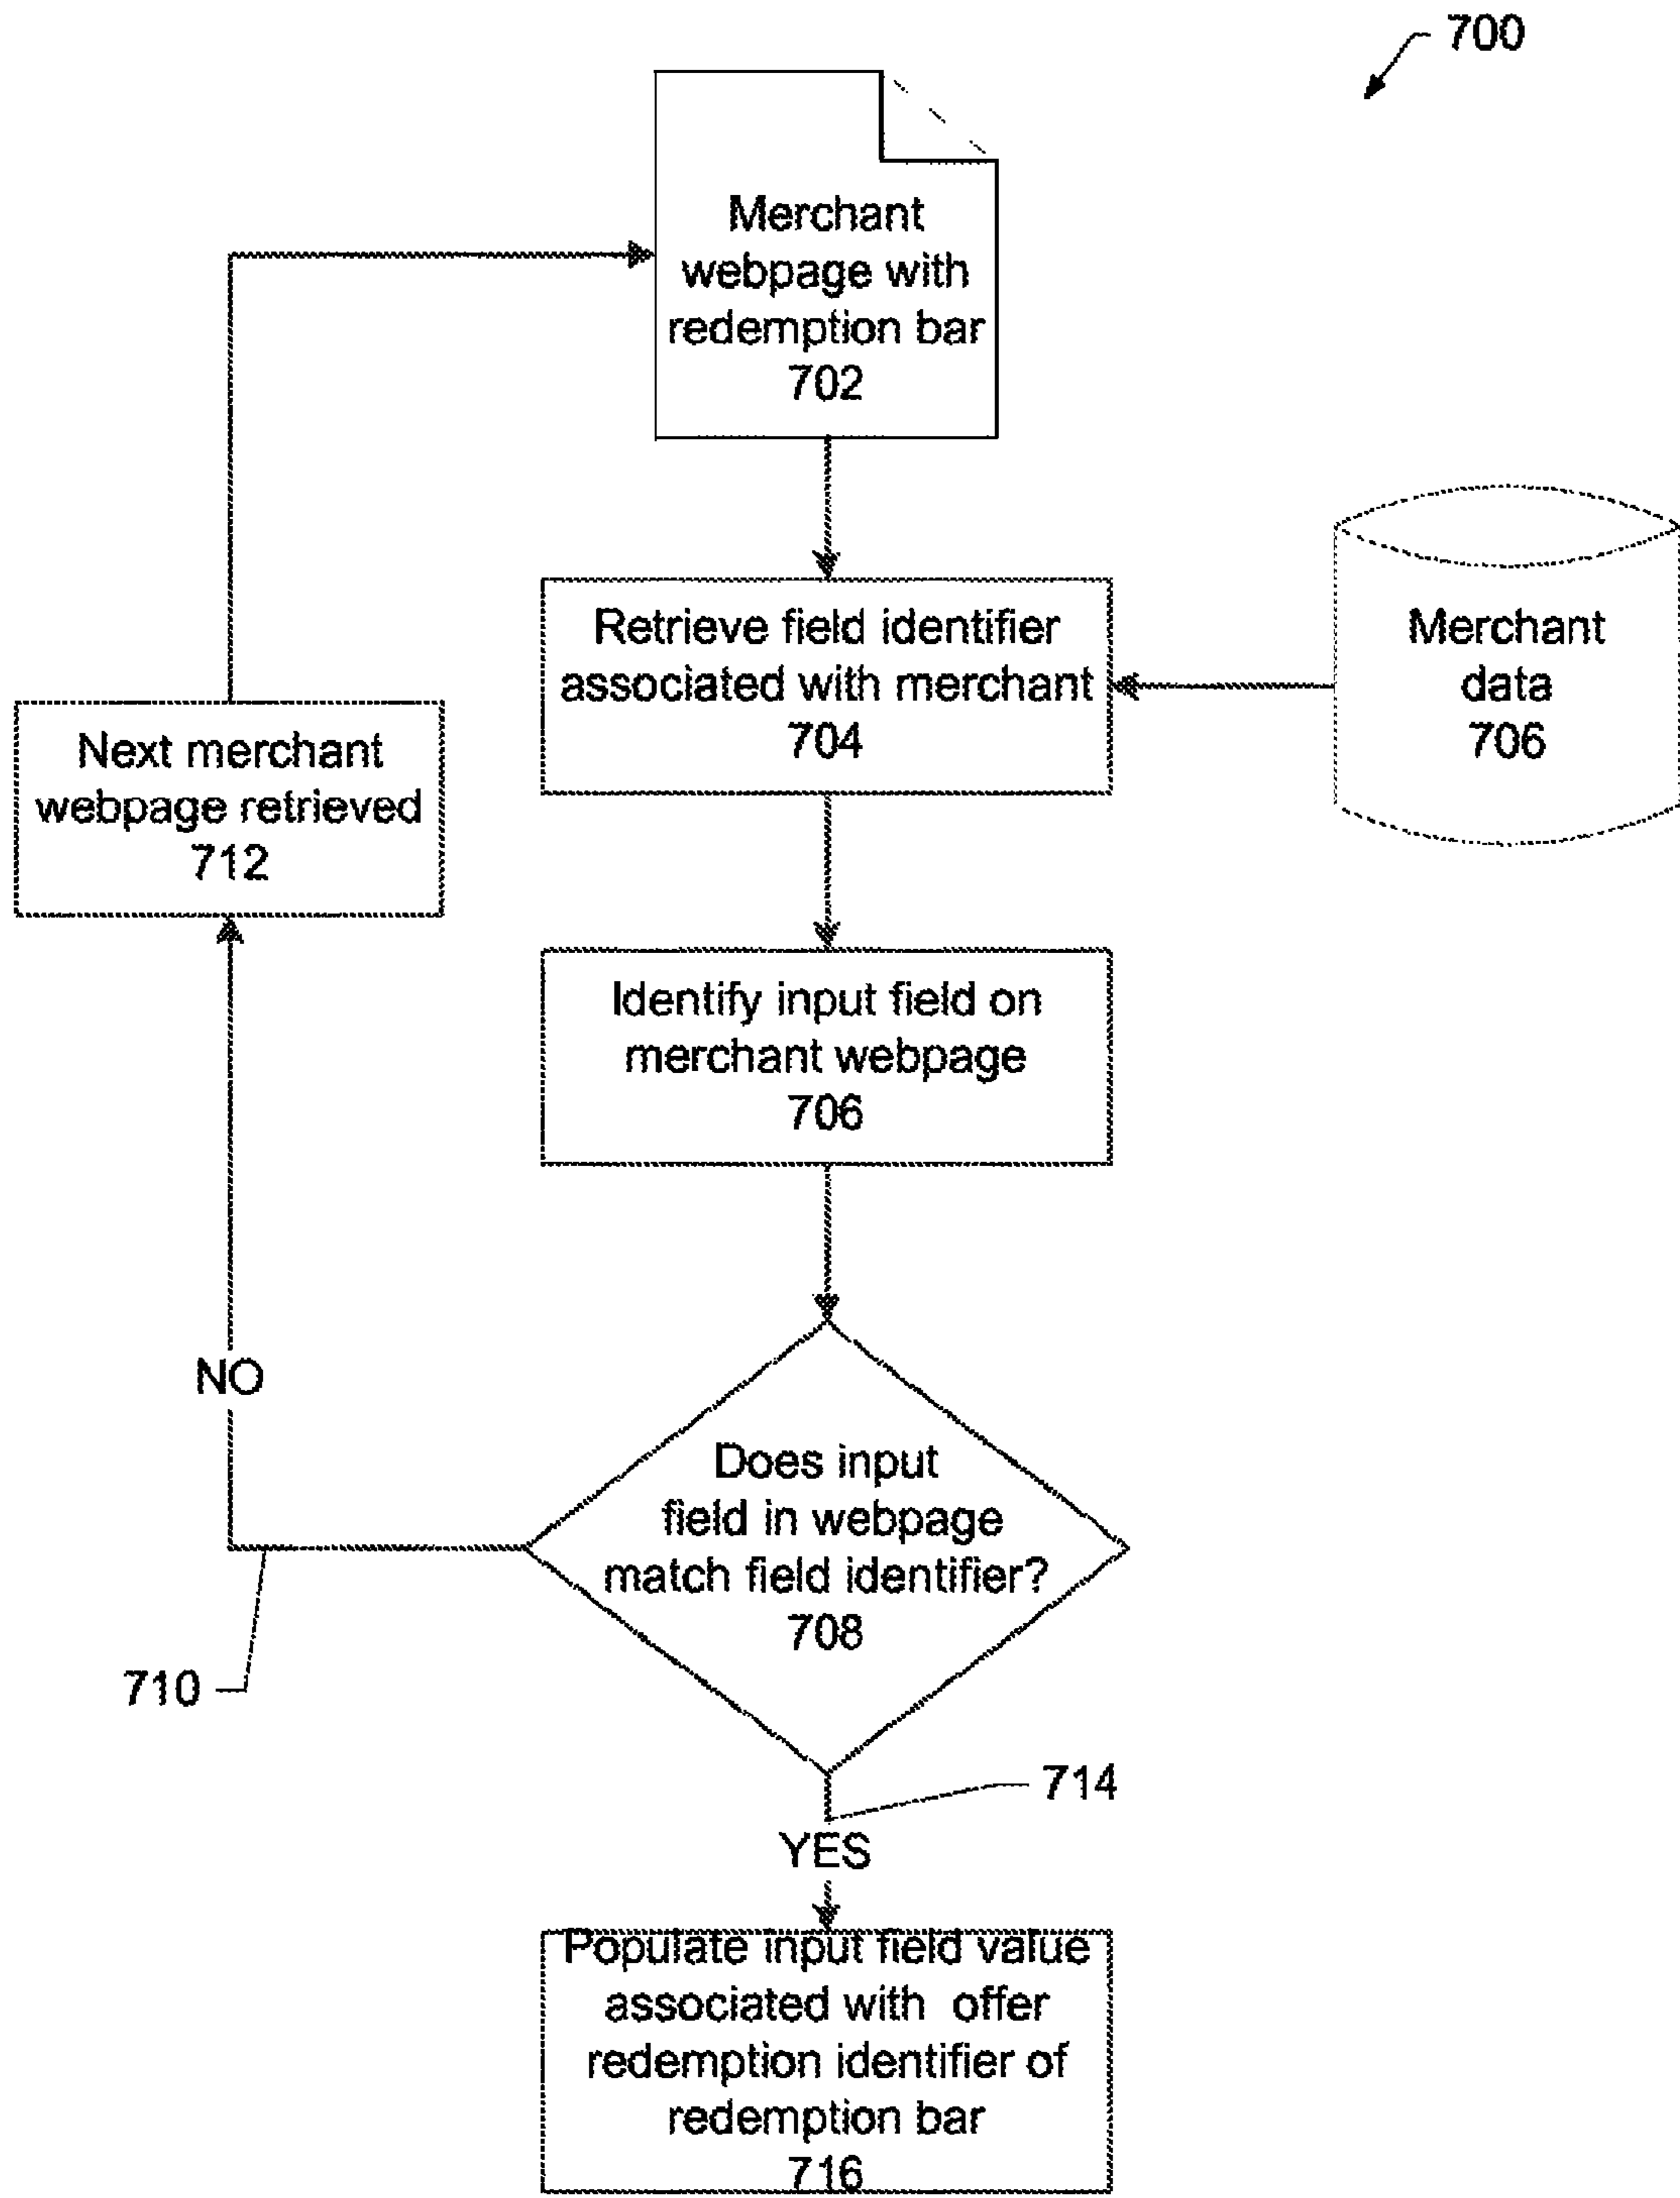 700
Merchant
webpage with
redemption bar
702
Retrieve field identifier
associated with merchant
704
Merchant
data
706
Next merchant
webpage retrieved
712
Identify input field on
merchant webpage
706
NO
Does input
field in webpage
match field identifier?
708
710
714
YES
Populate input field value
associated with offer
redemption identifier of
redemption bar
716